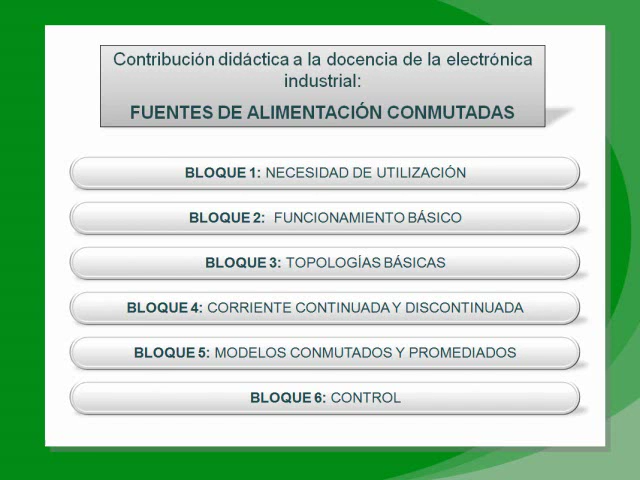 Contribución didáctica a la docencia de la electrónica
industrial:
FUENTES DE ALIMENTACIÓN CONMUTADAS
BLOQUE 1: NECESIDAD DE UTILIZACIÓN
BLOQUE 2: FUNCIONAMIENTO BÁSICO
BLOQUE 3: TOPOLOGÍAS BÁSICAS
BLOQUE 4: CORRIENTE CONTINUADA Y DISCONTINUADA
BLOQUE 5: MODELOS CONMUTADOS Y PROMEDIADOS
BLOQUE 6: CONTROL